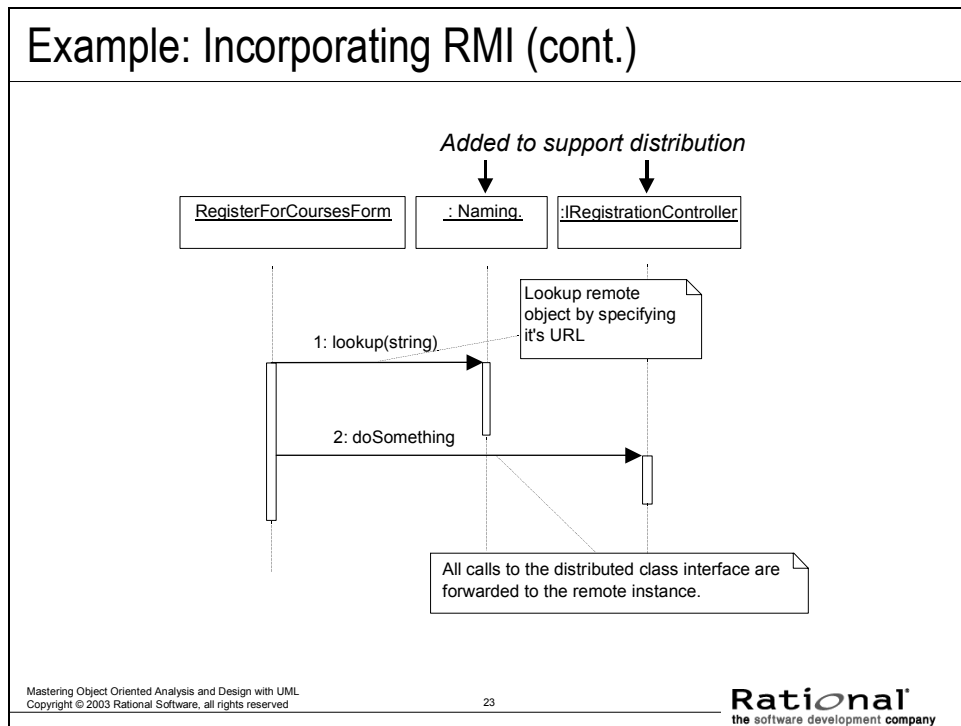 Example: Incorporating RMI (cont.)
Added to support distribution
RegisterForCoursesForm
: Naming.
:IRegistrationController
Lookup remote
object by specifying
it's URL
1: lookup(string)
2: doSomething
All calls to the distributed class interface are
forwarded to the remote instance.
Mastering Object Oriented Analysis and Design with UML
Copyright © 2003 Rational Software, all rights reserved
23
Rational
the software development company